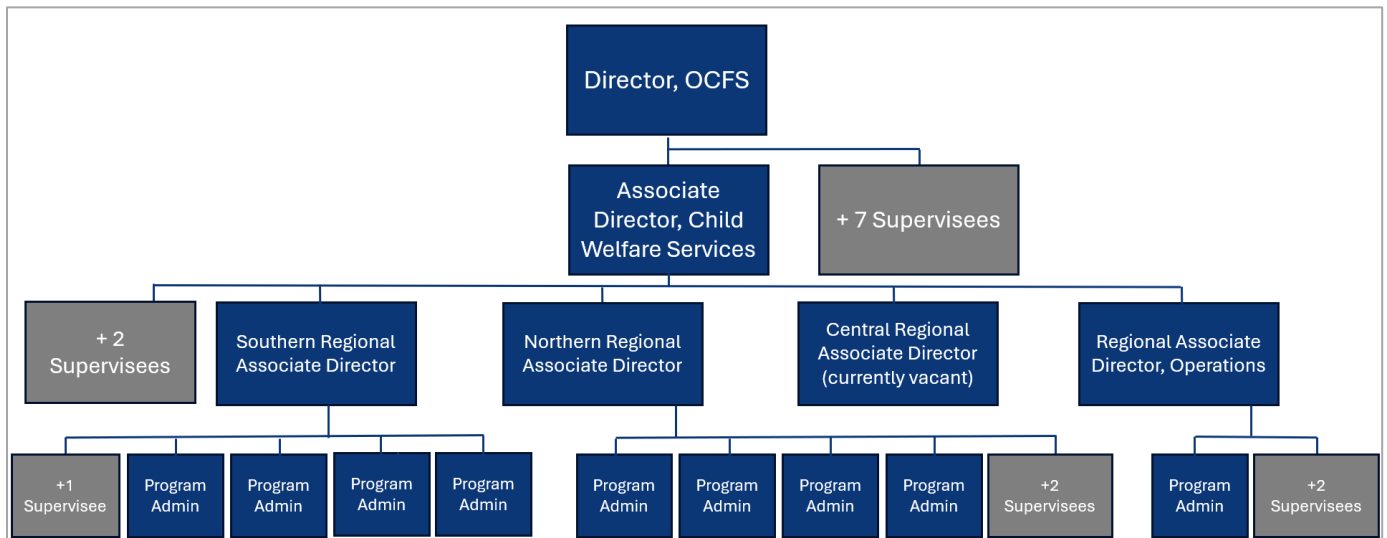 Director, OCFS
Associate
Director, Child
Welfare Services
+ 7 Supervisees
+ 2
Supervisees
Southern Regional
Associate Director
Northern Regional
Associate Director
Central Regional
Associate Director
(currently vacant)
Regional Associate
Director, Operations
+1
Supervisee
Program
Admin
Program
Admin
Program
Admin
Program
Admin
Program
Admin
Program
Admin
Program
Admin
Program
Admin
+2
Supervisees
Program
Admin
+2
Supervisees